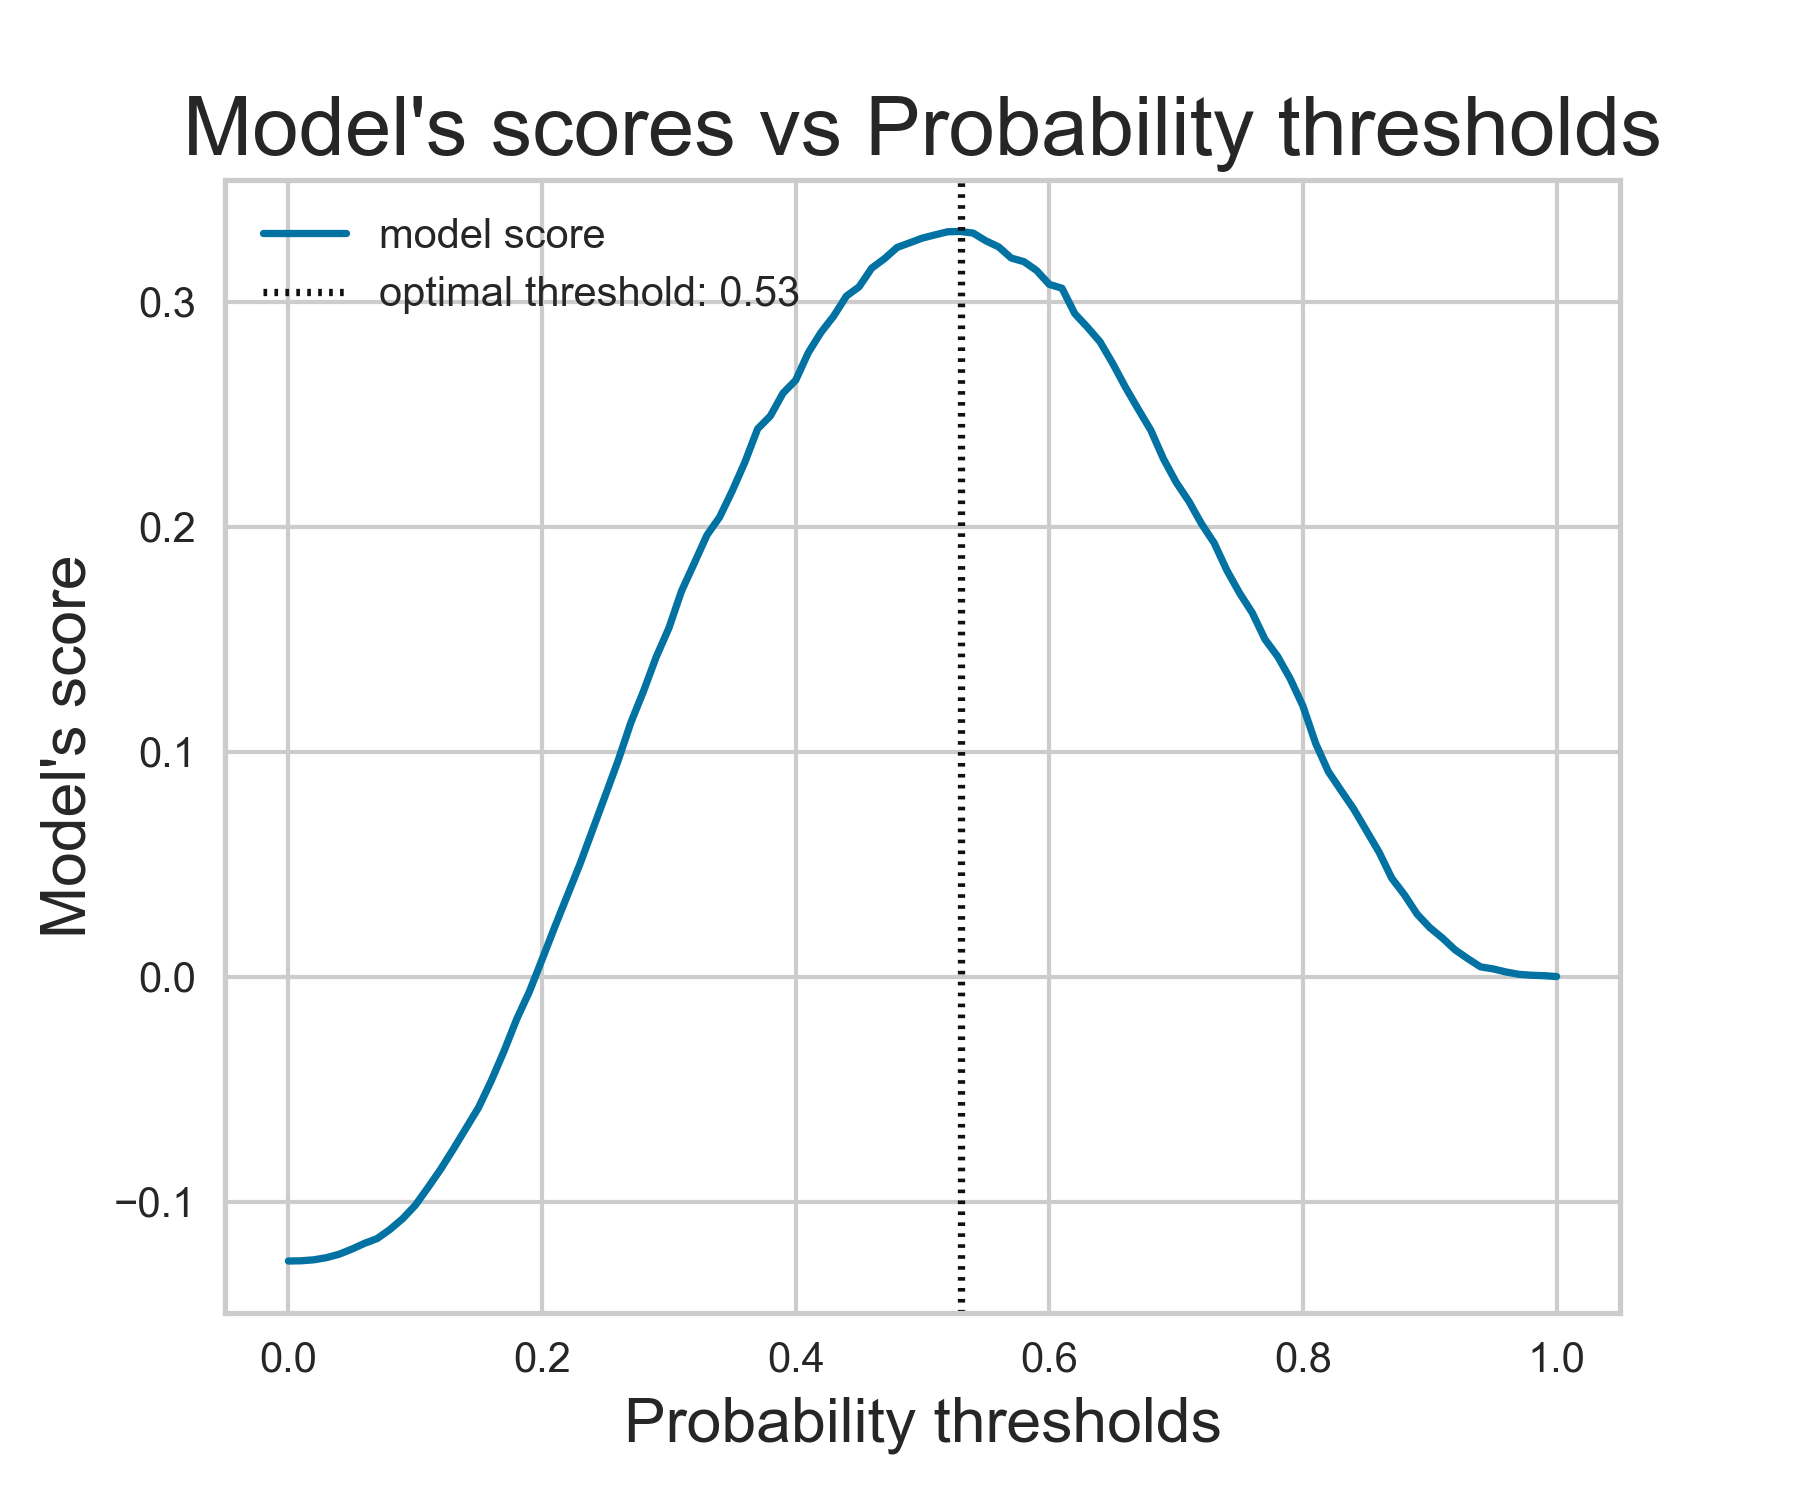 Model's scores vs Probability thresholds
model score
optimal threshold: 0.53
0.3
0.2
0.1
0.0
−0.1
Model's score
0.0 0.2 0.4 0.6 0.8 1.0
Probability thresholds